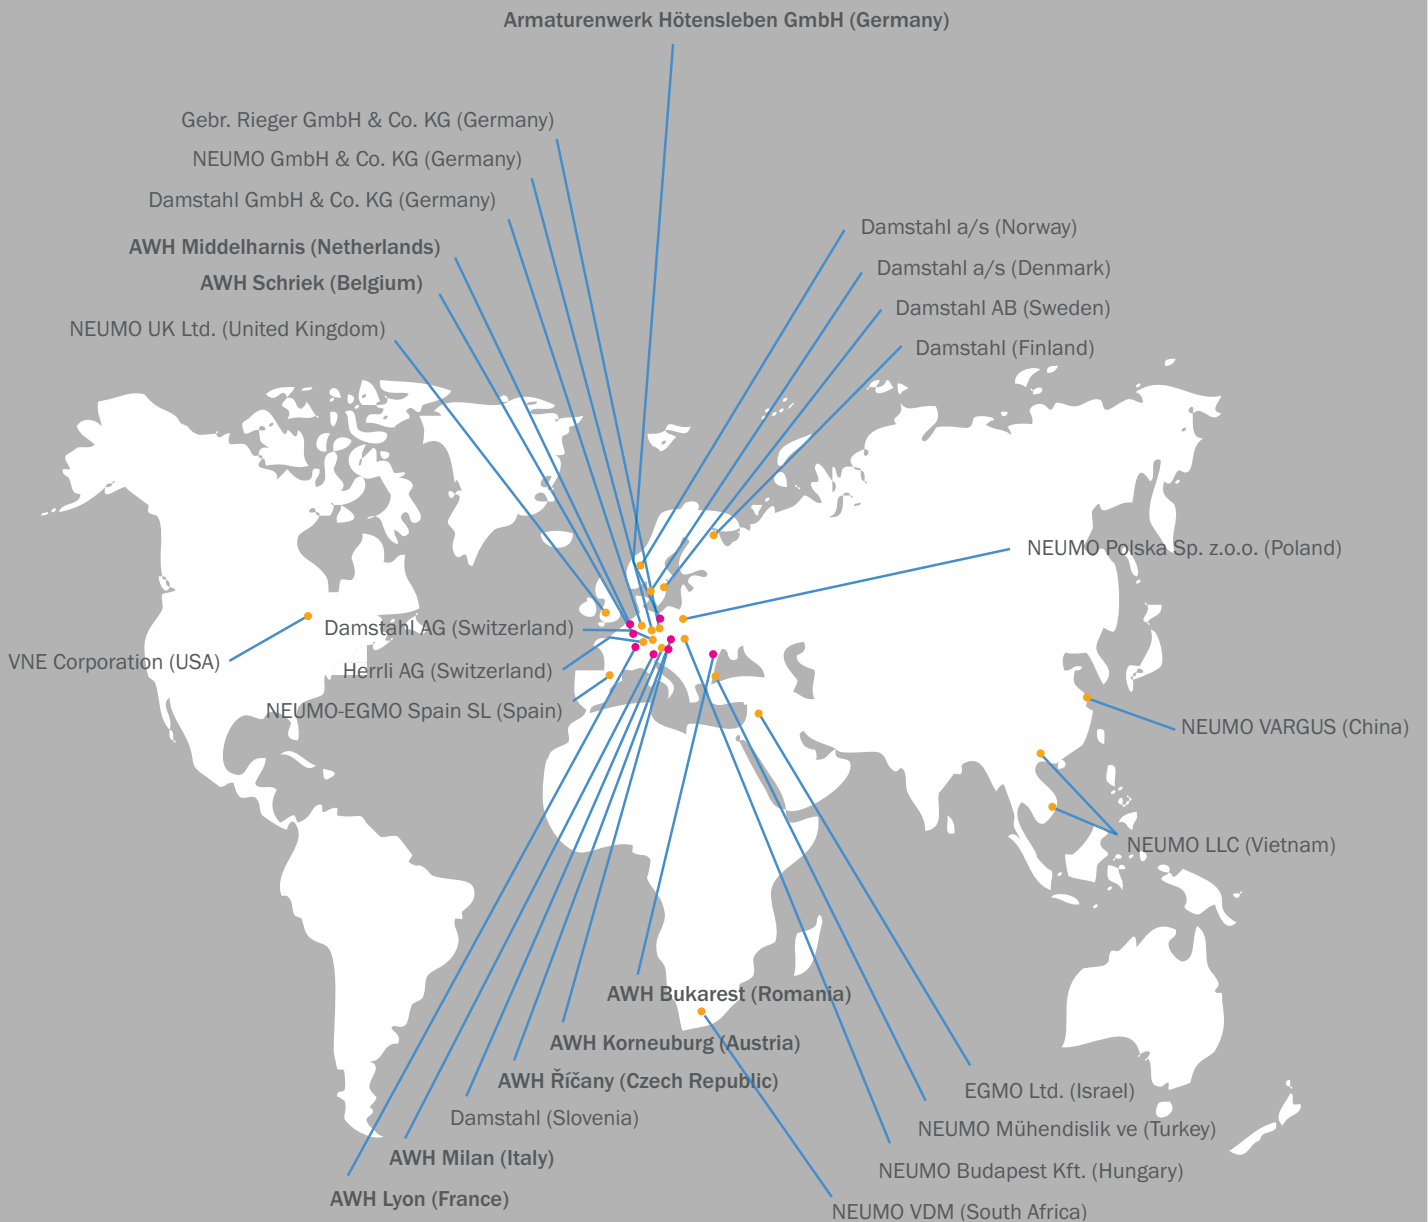 Armaturenwerk Hötensleben GmbH (Germany)
Gebr. Rieger GmbH & Co. KG (Germany)
NEUMO GmbH & Co. KG (Germany)
Damstahl GmbH & Co. KG (Germany)
AWH Middelharnis (Netherlands)
AWH Schriek (Belgium)
NEUMO UK Ltd. (United Kingdom)
Damstahl a/s (Norway)
Damstahl a/s (Denmark)
Damstahl AB (Sweden)
Damstahl (Finland)
NEUMO Polska Sp. z.o.o. (Poland)
Damstahl AG (Switzerland)
VNE Corporation (USA)
Herrli AG (Switzerland)
NEUMO-EGMO Spain SL (Spain)
NEUMO VARGUS (China)
NEUMO LLC (Vietnam)
AWH Bukarest (Romania)
AWH Korneuburg (Austria)
AWH Říčany (Czech Republic)
Damstahl (Slovenia)
AWH Milan (Italy)
AWH Lyon (France)
EGMO Ltd. (Israel)
NEUMO Mühendislik ve (Turkey)
NEUMO Budapest Kft. (Hungary)
NEUMO VDM (South Africa)